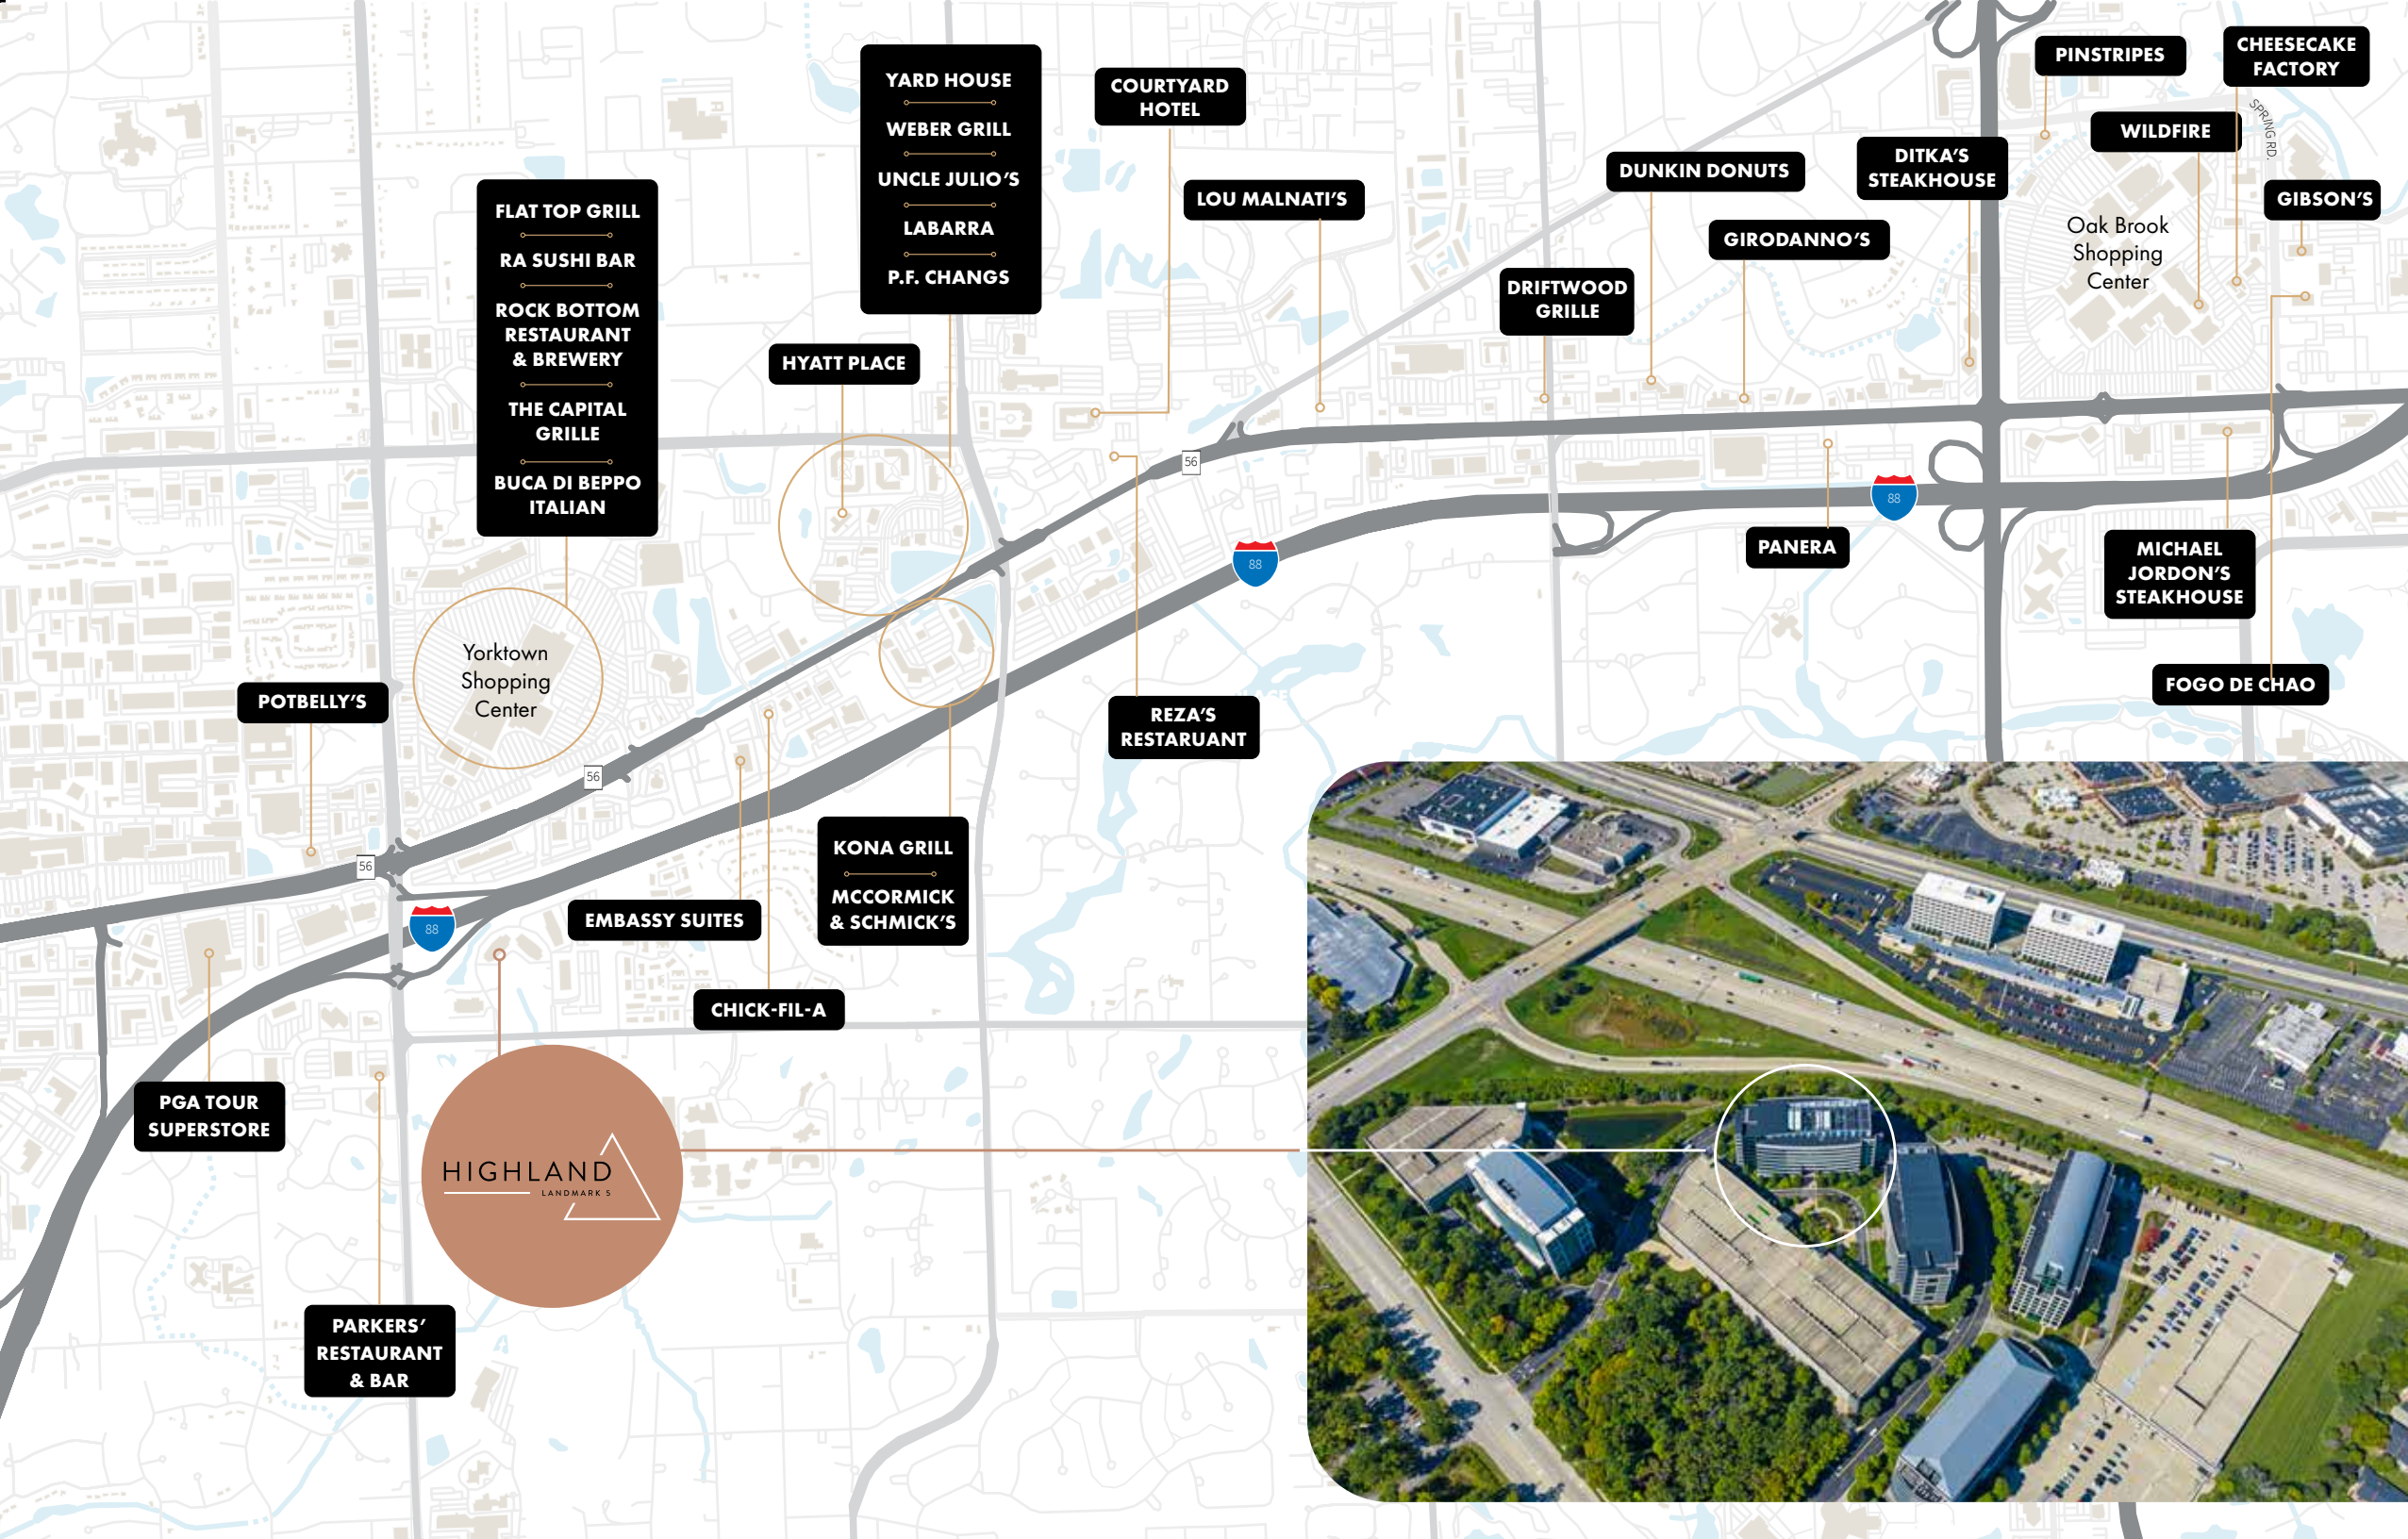 YARD HOUSE
WEBER GRILL
UNCLE JULIO'S
LABARRA
P.F. CHANGS
COURTYARD
HOTEL
PINSTRIPES
CHEESECAKE
FACTORY
SPRING RD.
WILDFIRE
DITKA'S
STEAKHOUSE
DUNKIN DONUTS
LOU MALNATI'S
GIBSON'S
GIRODANNO'S
Oak Brook
Shopping
Center
FLAT TOP GRILL
RA SUSHI BAR
ROCK BOTTOM
RESTAURANT
& BREWERY
THE CAPITAL
GRILLE
BUCA DI BEPPO
ITALIAN
DRIFTWOOD
GRILLE
HYATT PLACE
56
88
88
PANERA
MICHAEL
JORDON'S
STEAKHOUSE
Yorktown
Shopping
Center
FOGO DE CHAO
POTBELLY'S
REZA'S
RESTARUANT
56
56
88
KONA GRILL
MCCORMICK
& SCHMICK'S
EMBASSY SUITES
CHICK-FIL-A
PGA TOUR
SUPERSTORE
HIGHLAND
LANDMARK 5
PARKERS'
RESTAURANT
& BAR